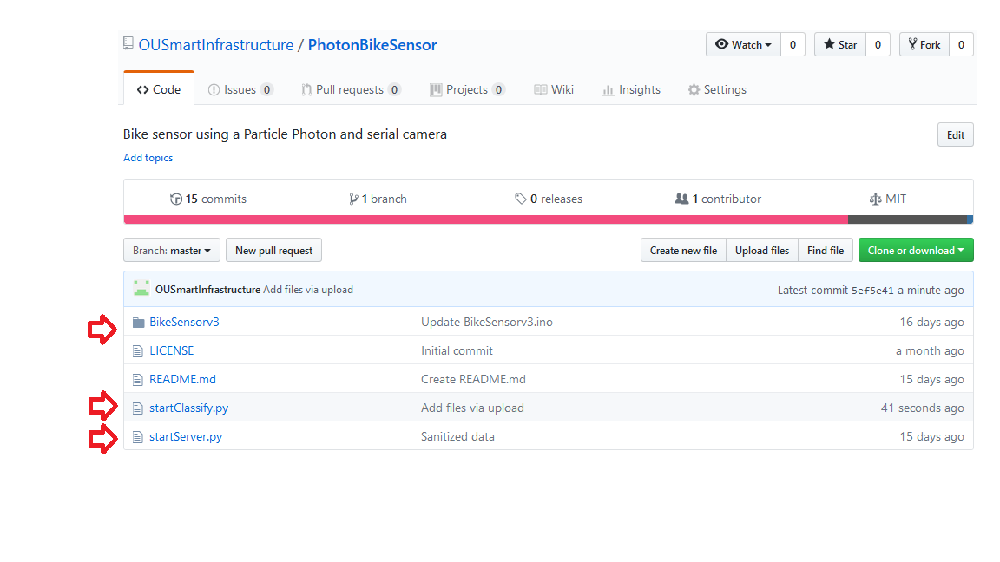 OUSmartInfrastructure / PhotonBikeSensor Watch 0 Star 0 Fork 0
Code Issues 0 Pull requests 0 Projects 0 Wiki Insights Settings
Bike sensor using a Particle Photon and serial camera Edit
Add topics
15 commits 1 branch 0 releases 1 contributor MIT
Branch: master New pull request Create new file Upload files Find file Clone or download
OUSmartInfrastructure Add files via upload Latest commit 5ef5e41 a minute ago
BikeSensorv3 Update BikeSensorv3.ino 16 days ago
LICENSE Initial commit a month ago
README.md Create README.md 15 days ago
startClassify.py Add files via upload 41 seconds ago
startServer.py Sanitized data 15 days ago